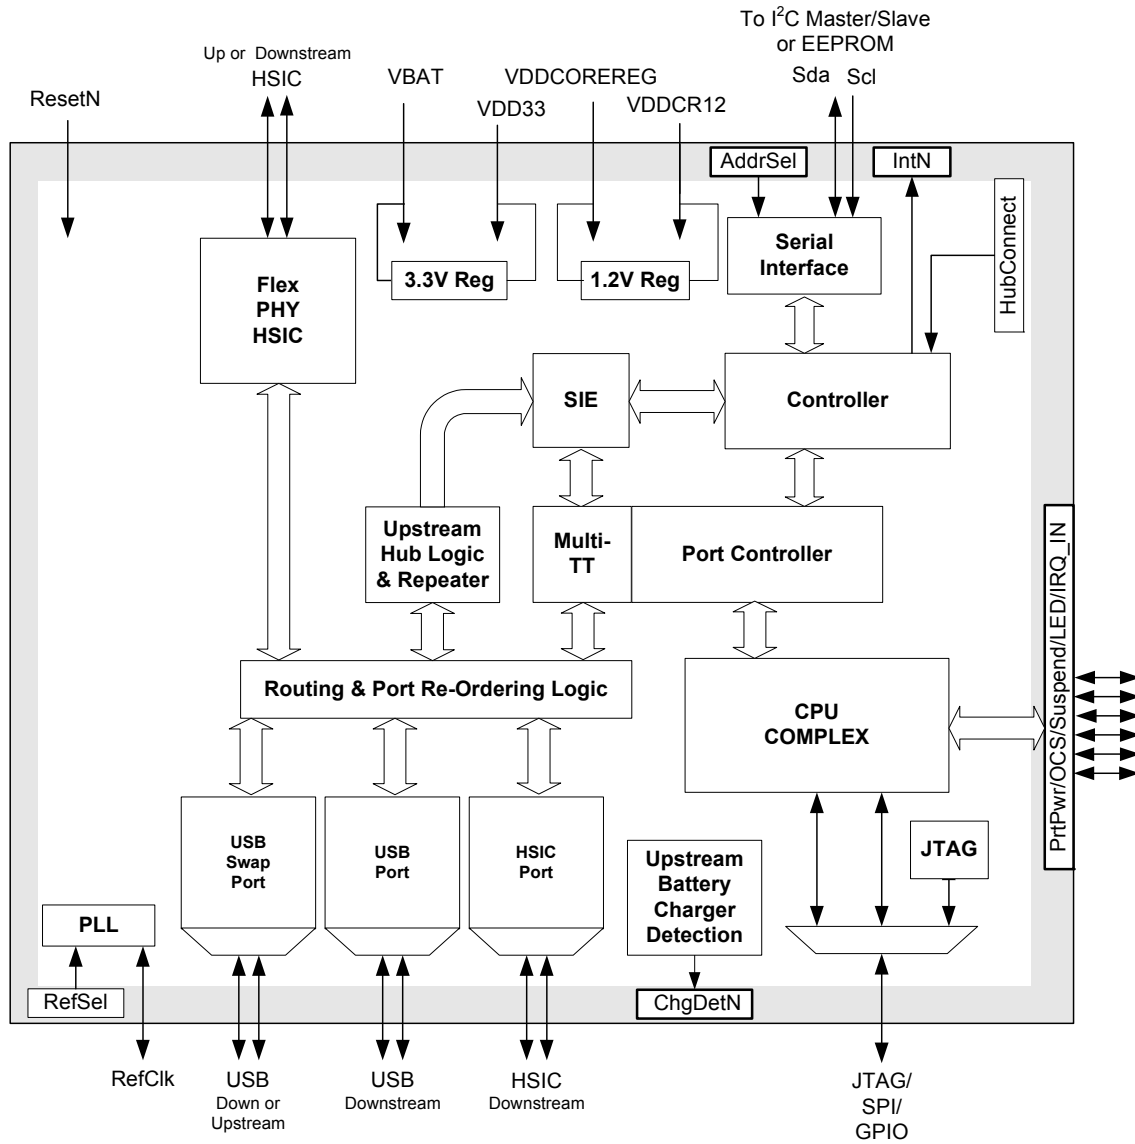 To I²C Master/Slave
or EEPROM
Up or Downstream
HSIC
VBAT
VDDCOREREG
Sda
Scl
ResetN
VDD33
VDDCR12
AddrSel
IntN
HubConnect
Serial
Interface
3.3V Reg
1.2V Reg
Flex
PHY
HSIC
SIE
Controller
Upstream
Hub Logic
& Repeater
Multi-
TT
Port Controller
PrtPwr/OCS/Suspend/LED/IRQ_IN
Routing & Port Re-Ordering Logic
CPU
COMPLEX
USB
Swap
Port
USB
Port
HSIC
Port
Upstream
Battery
Charger
Detection
JTAG
PLL
RefSel
ChgDetN
RefClk
USB
Down or
Upstream
USB
Downstream
HSIC
Downstream
JTAG/
SPI/
GPIO